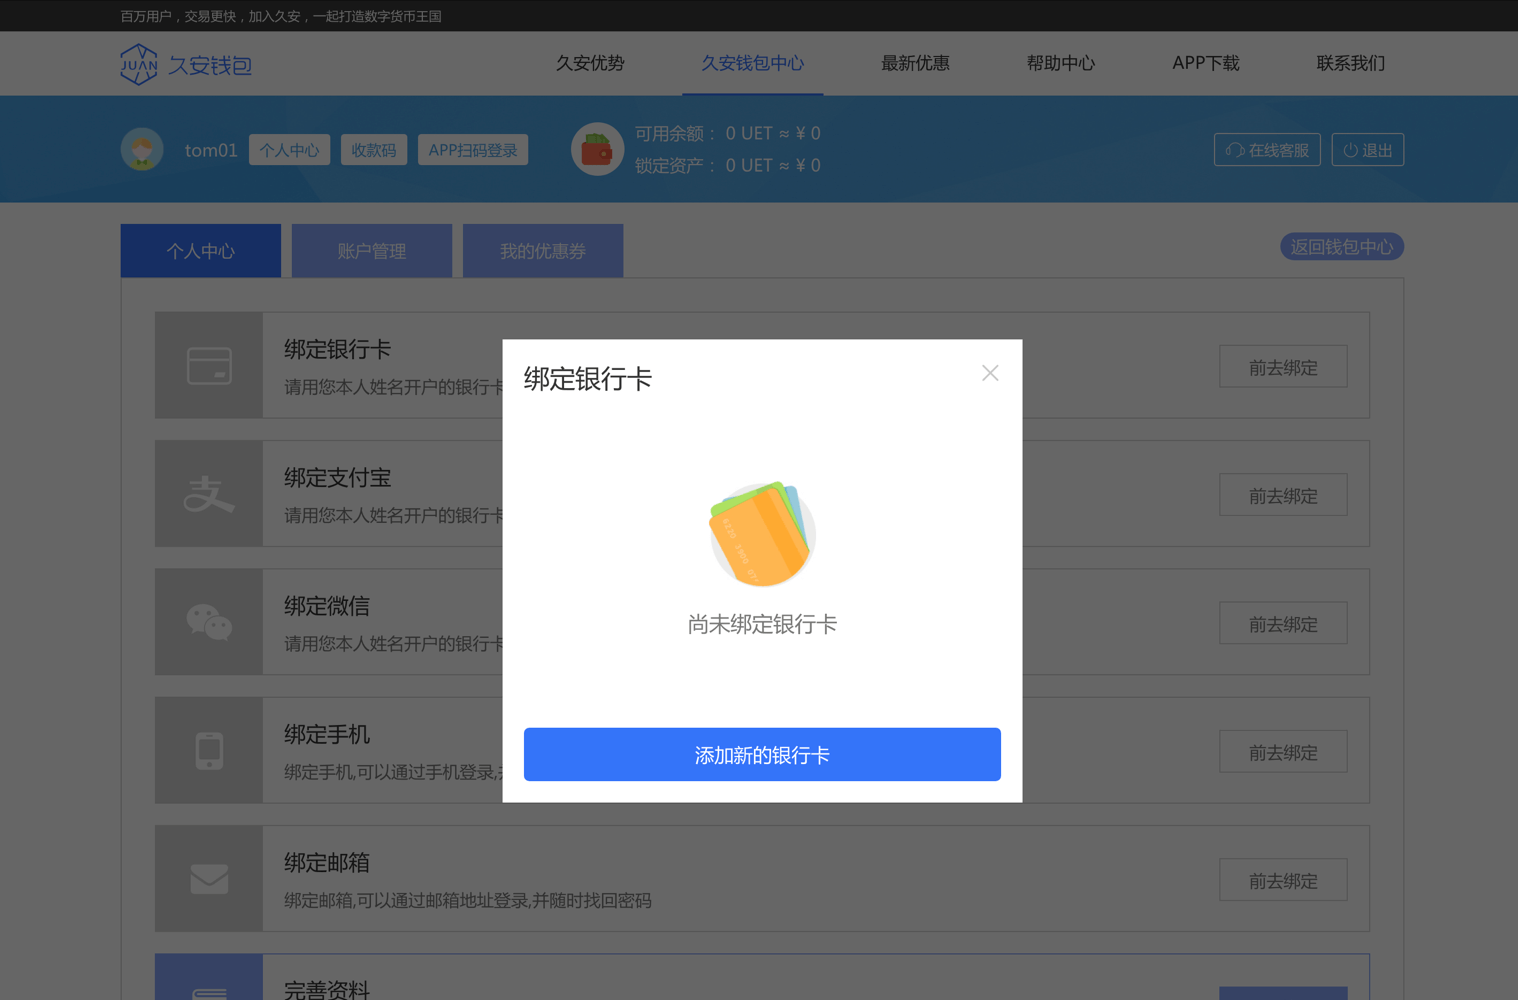 百万用户，交易更快，加入久安，一起打造数字货币王国
JUAN 久安钱包
久安优势 久安钱包中心 最新优惠 帮助中心 APP下载 联系我们
tom01 个人中心 收款码 APP扫码登录
可用余额： 0 UET ≈ ¥ 0
锁定资产： 0 UET ≈ ¥ 0
在线客服 退出
个人中心 账户管理 我的优惠券 返回钱包中心
绑定银行卡
请用您本人姓名开户的银行卡
前去绑定
绑定支付宝
请用您本人姓名开户的银行卡
前去绑定
绑定微信
请用您本人姓名开户的银行卡
前去绑定
绑定手机
绑定手机,可以通过手机登录,
前去绑定
绑定邮箱
绑定邮箱,可以通过邮箱地址登录,并随时找回密码
前去绑定
完善资料
绑定银行卡
尚未绑定银行卡
添加新的银行卡